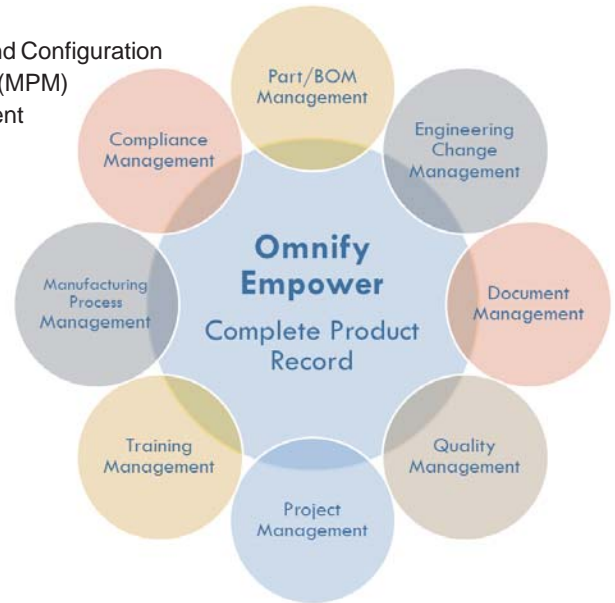 nd Configuration
(MPM)
ent
Part/BOM
Management
Engineering
Change
Management
Document
Management
Quality
Management
Project
Management
Training
Management
Manufacturing
Process
Management
Compliance
Management
Omnify
Empower
Complete Product
Record